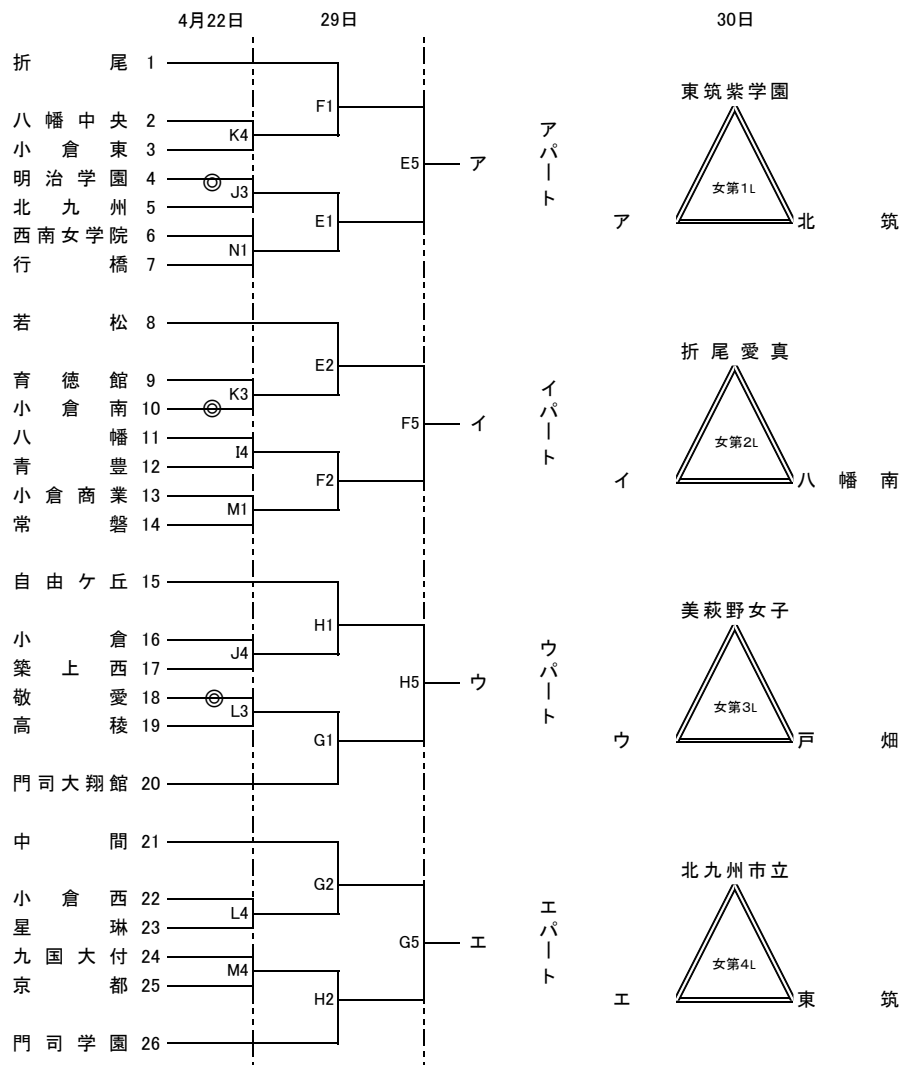 4月22日 29日 30日
折尾 1
八幡中央 2
小倉東 3
明治学園 4 ◎
北九州 5
西南女学院 6
行橋 7
K4
J3
N1
F1
E1
E5
ア
アパート
東筑紫学園
女第1L
ア 北筑
若松 8
育徳館 9
小倉南 10 ◎
八幡 11
青豊 12
小倉商業 13
常磐 14
K3
I4
M1
E2
F2
F5
イ
イパート
折尾愛真
女第2L
イ 八幡南
自由ケ丘 15
小倉 16
築上西 17
敬愛 18 ◎
高稜 19
門司大翔館 20
J4
L3
H1
G1
H5
ウ
ウパート
美萩野女子
女第3L
ウ 戸畑
中間 21
小倉西 22
星琳 23
九国大付 24
京都 25
門司学園 26
L4
M4
G2
H2
G5
エ
エパート
北九州市立
女第4L
エ 東筑